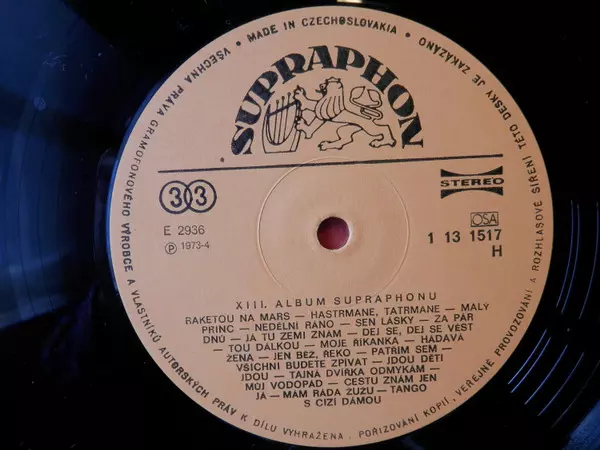 • MADE IN CZECHOSLOVAKIA •
VŠECHNA PRÁVA GRAMOFONOVÉHO VÝROBCE A VLASTNÍKŮ AUTORSKÝCH PRÁV K DÍLU VYHRAŽENA. POŘIZOVÁNÍ KOPIÍ, VEŘEJNÉ PROVOZOVÁNÍ A ROZHLASOVÉ ŠÍŘENÍ TÉTO DESKY JE ZAKÁZÁNO
SUPRAPHON
33
STEREO
E 2936
Ⓟ 1973-4
OSA
1 13 1517
H
XIII. ALBUM SUPRAPHONU
RAKETOU NA MARS — HASTRMANE, TATRMANE — MALÝ
PRINC — NEDĚLNÍ RÁNO — SEN LÁSKY — ZA PÁR
DNŮ — JÁ TU ZEMI ZNÁM — DEJ SE, DEJ SE VÉST
TOU DÁLKOU — MOJE ŘÍKANKA — HÁDAVÁ
ŽENA — JEN BĚŽ, ŘEKO — PATŘÍM SEM —
VŠICHNI BUDETE ZPÍVAT — JDOU DĚTI
JDOU — TAJNÁ DVÍRKA ODMYKÁM —
MŮJ VODOPÁD — CESTU ZNÁM JEN
JÁ — MÁM RÁDA ZUZU — TANGO
S CIZÍ DÁMOU